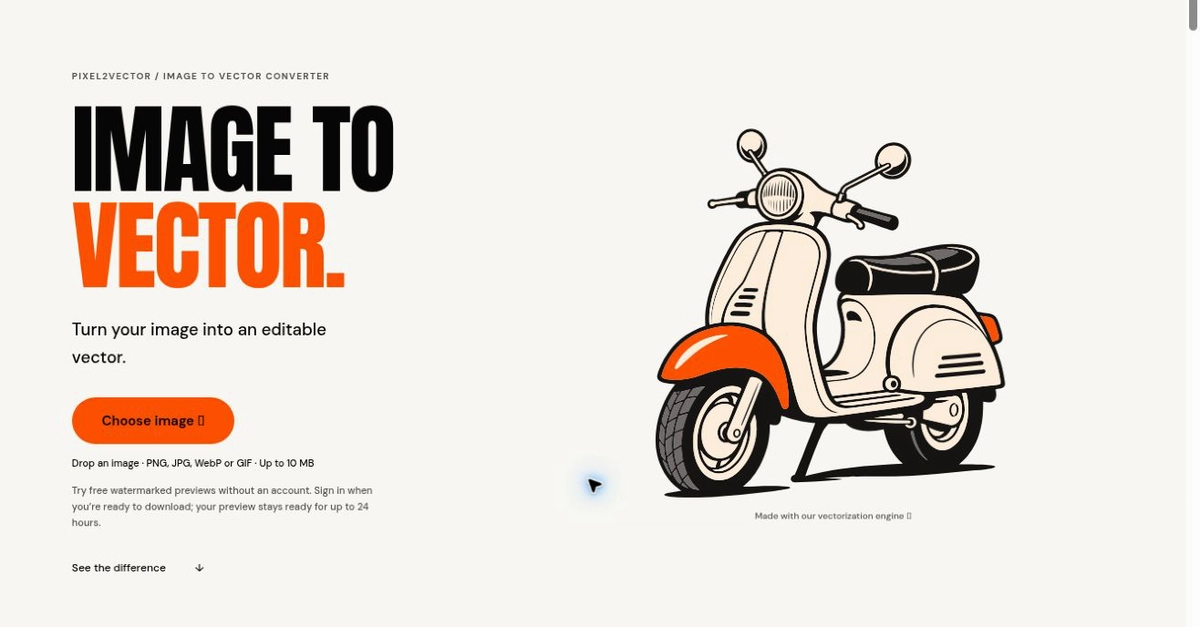 PIXEL2VECTOR / IMAGE TO VECTOR CONVERTER
IMAGE TO
VECTOR.
Turn your image into an editable
vector.
Choose image
Drop an image · PNG, JPG, WebP or GIF · Up to 10 MB
Try free watermarked previews without an account. Sign in when
you're ready to download; your preview stays ready for up to 24
hours.
See the difference ↓
Made with our vectorization engine